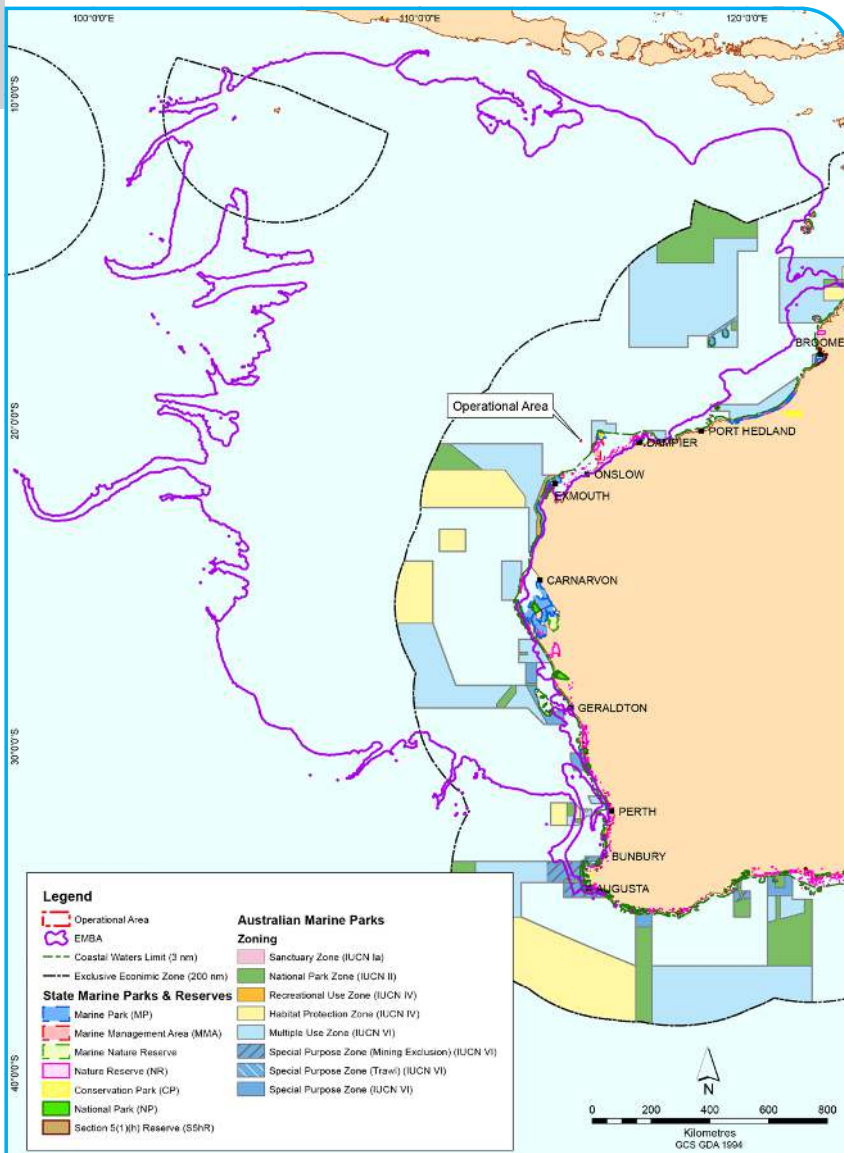 100°0'0"E
110°0'0"E
120°0'0"E
10°0'0"S
20°0'0"S
30°0'0"S
40°0'0"S
BROOME
Operational Area
PORT HEDLAND
DAMPIER
ONSLOW
EXMOUTH
CARNARVON
GERALDTON
PERTH
BUNBURY
AUGUSTA
Legend
Operational Area
EMBA
Coastal Waters Limit (3 nm)
Exclusive Econimic Zone (200 nm)
State Marine Parks & Reserves
Marine Park (MP)
Marine Management Area (MMA)
Marine Nature Reserve
Nature Reserve (NR)
Conservation Park (CP)
National Park (NP)
Section 5(1)(h) Reserve (S5hR)
Australian Marine Parks
Zoning
Sanctuary Zone (IUCN Ia)
National Park Zone (IUCN II)
Recreational Use Zone (IUCN IV)
Habitat Protection Zone (IUCN IV)
Multiple Use Zone (IUCN VI)
Special Purpose Zone (Mining Exclusion) (IUCN VI)
Special Purpose Zone (Trawl) (IUCN VI)
Special Purpose Zone (IUCN VI)
N
0 200 400 600 800
Kilometres
GCS GDA 1994